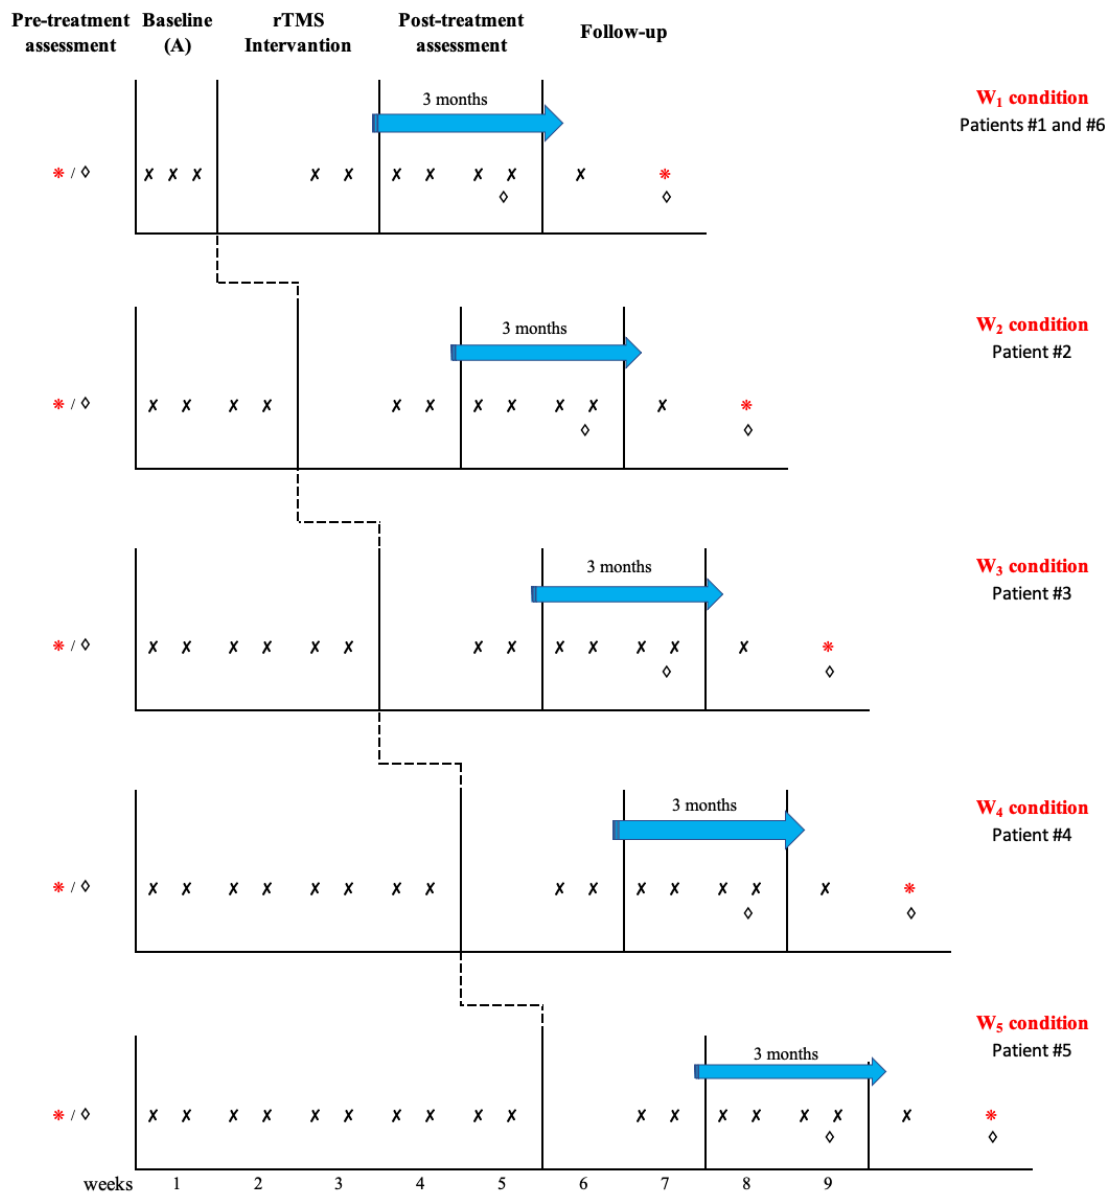 Pre-treatment assessment
Baseline (A)
rTMS Intervantion
Post-treatment assessment
Follow-up
3 months
W₁ condition
Patients #1 and #6
✻ / ◊ X X X X X X X X X X ✻
◊ ◊
3 months
W₂ condition
Patient #2
✻ / ◊ X X X X X X X X X X X ✻
◊ ◊
3 months
W₃ condition
Patient #3
✻ / ◊ X X X X X X X X X X X X X ✻
◊ ◊
3 months
W₄ condition
Patient #4
✻ / ◊ X X X X X X X X X X X X X X X ✻
◊ ◊
3 months
W₅ condition
Patient #5
✻ / ◊ X X X X X X X X X X X X X X X X X ✻
◊ ◊
weeks 1 2 3 4 5 6 7 8 9